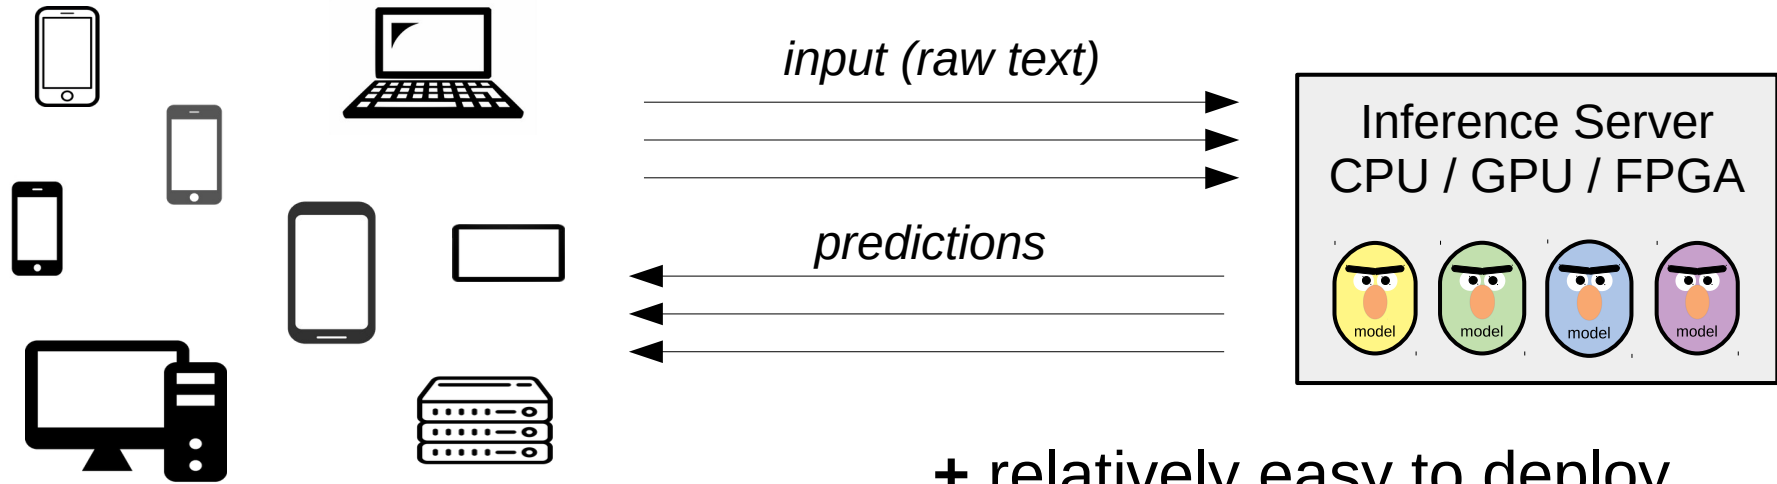 input (raw text)
Inference Server
CPU / GPU / FPGA
predictions
model model model model
+ relatively easy to deploy